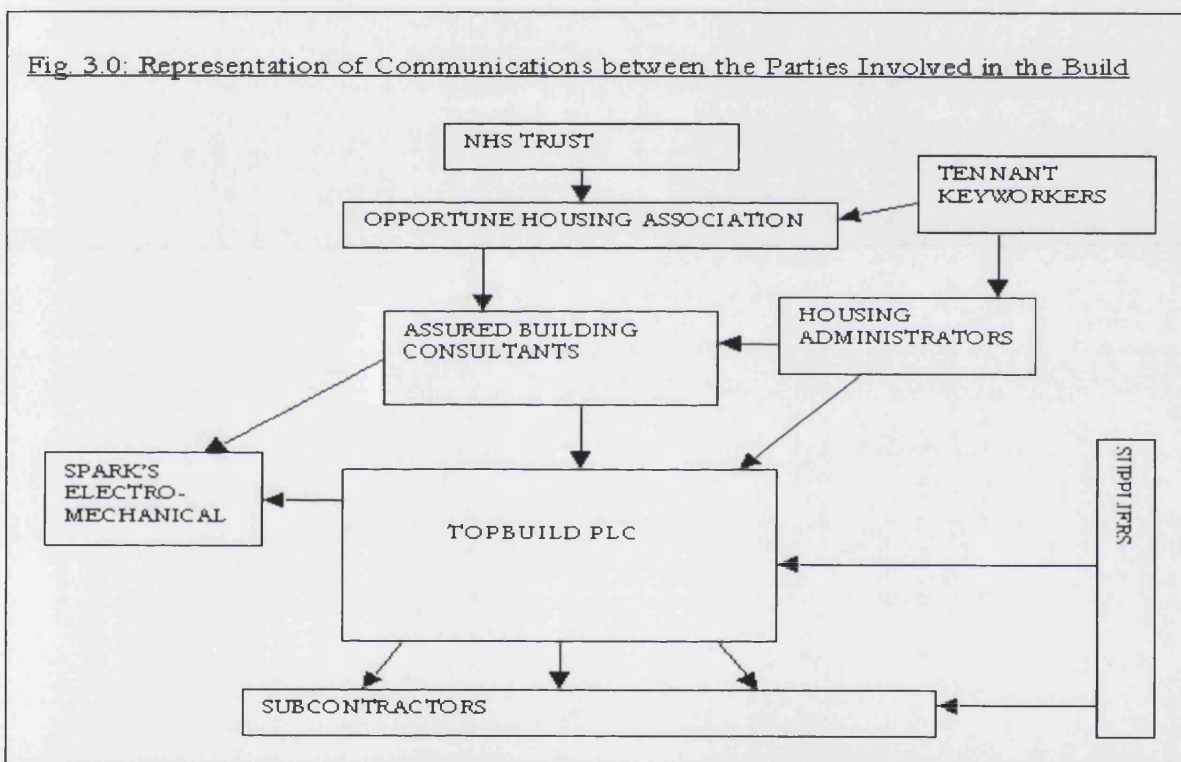 Fig. 3.0: Representation of Communications between the Parties Involved in the Build
NHS TRUST
TENNANT
KEYWORKERS
OPPORTUNE HOUSING ASSOCIATION
ASSURED BUILDING
CONSULTANTS
HOUSING
ADMINISTRATORS
SPARK'S
ELECTRO-
MECHANICAL
TOPBUILD PLC
SUPPLIERS
SUBCONTRACTORS